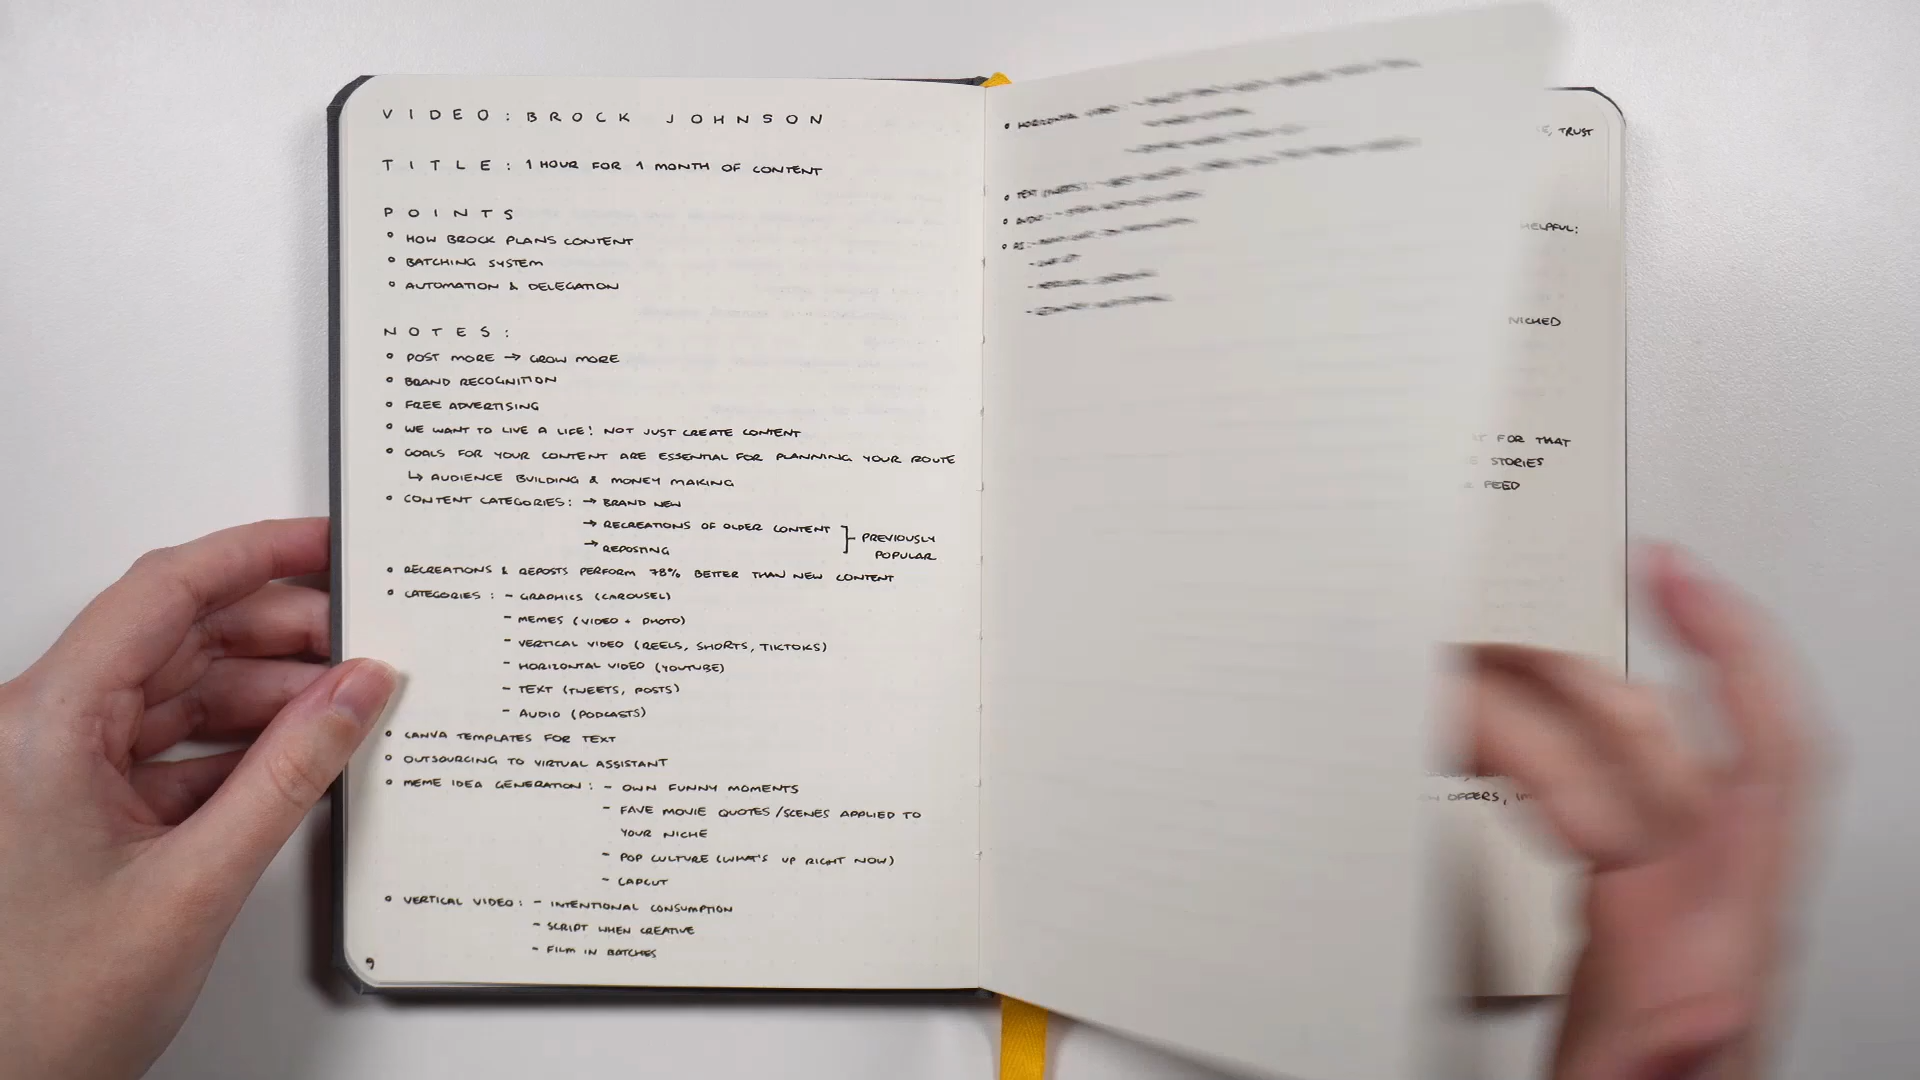 VIDEO: BROCK JOHNSON
TITLE: 1 HOUR FOR 1 MONTH OF CONTENT
POINTS
• HOW BROCK PLANS CONTENT
• BATCHING SYSTEM
• AUTOMATION & DELEGATION
NOTES:
• POST MORE → GROW MORE
• BRAND RECOGNITION
• FREE ADVERTISING
• WE WANT TO LIVE A LIFE! NOT JUST CREATE CONTENT
• GOALS FOR YOUR CONTENT ARE ESSENTIAL FOR PLANNING YOUR ROUTE
↳ AUDIENCE BUILDING & MONEY MAKING
• CONTENT CATEGORIES: → BRAND NEW
→ RECREATIONS OF OLDER CONTENT
→ REPOSTING
PREVIOUSLY
POPULAR
• RECREATIONS & REPOSTS PERFORM 78% BETTER THAN NEW CONTENT
• CATEGORIES: - GRAPHICS (CAROUSEL)
- MEMES (VIDEO + PHOTO)
- VERTICAL VIDEO (REELS, SHORTS, TIKTOKS)
- HORIZONTAL VIDEO (YOUTUBE)
- TEXT (TWEETS, POSTS)
- AUDIO (PODCASTS)
• CANVA TEMPLATES FOR TEXT
• OUTSOURCING TO VIRTUAL ASSISTANT
• MEME IDEA GENERATION: - OWN FUNNY MOMENTS
- FAVE MOVIE QUOTES/SCENES APPLIED TO
YOUR NICHE
- POP CULTURE (WHAT'S UP RIGHT NOW)
- CAPCUT
• VERTICAL VIDEO: - INTENTIONAL CONSUMPTION
- SCRIPT WHEN CREATIVE
- FILM IN BATCHES
9
• HORIZONTAL
• TEXT (TWEETS):
• AUDIO:
• AI:
TRUST
HELPFUL:
NICHED
FOR THAT
STORIES
FEED
OFFERS,